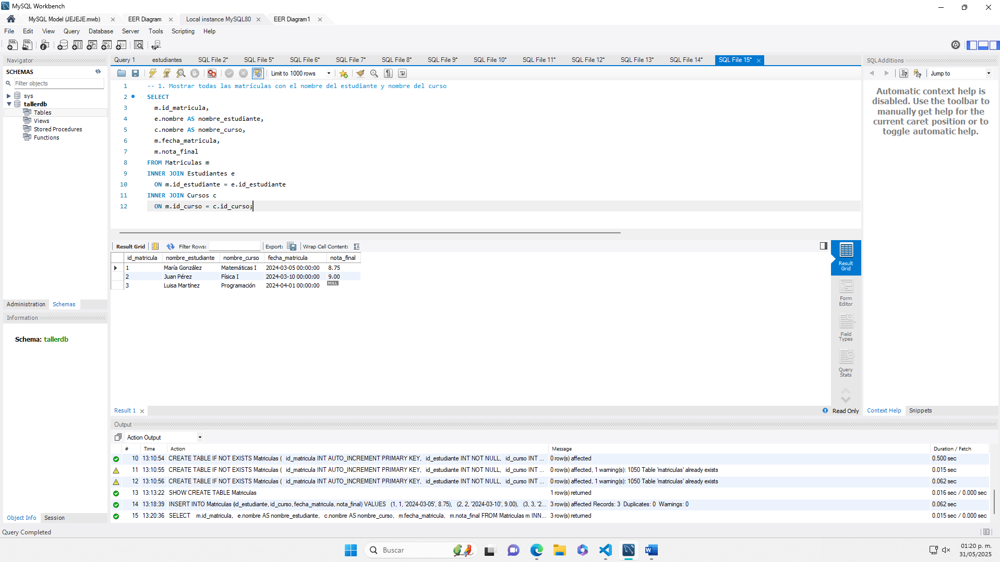 MySQL Workbench
MySQL Model (JEJEJE.mwb)
EER Diagram
Local instance MySQL80
EER Diagram1
File Edit View Query Database Server Tools Scripting Help
Navigator
SCHEMAS
Filter objects
sys
tallerdb
Tables
Views
Stored Procedures
Functions
Administration Schemas
Information
Schema: tallerdb
Object Info Session
Query 1 estudiantes SQL File 2* SQL File 5* SQL File 6* SQL File 7* SQL File 8* SQL File 9* SQL File 10* SQL File 11* SQL File 12* SQL File 13* SQL File 14* SQL File 15*
Limit to 1000 rows
1 -- 1. Mostrar todas las matrículas con el nombre del estudiante y nombre del curso
2 SELECT
3 m.id_matricula,
4 e.nombre AS nombre_estudiante,
5 c.nombre AS nombre_curso,
6 m.fecha_matricula,
7 m.nota_final
8 FROM Matriculas m
9 INNER JOIN Estudiantes e
10 ON m.id_estudiante = e.id_estudiante
11 INNER JOIN Cursos c
12 ON m.id_curso = c.id_curso;
Result Grid Filter Rows: Export: Wrap Cell Content:
id_matricula nombre_estudiante nombre_curso fecha_matricula nota_final
1 María González Matemáticas I 2024-03-05 00:00:00 8.75
2 Juan Pérez Física I 2024-03-10 00:00:00 9.00
3 Luisa Martínez Programación 2024-04-01 00:00:00 NULL
Result Grid
Form Editor
Field Types
Query Stats
Result 1
Read Only
SQLAdditions
Jump to
Automatic context help is
disabled. Use the toolbar to
manually get help for the
current caret position or to
toggle automatic help.
Context Help Snippets
Output
Action Output
# Time Action Message Duration / Fetch
10 13:10:54 CREATE TABLE IF NOT EXISTS Matriculas ( id_matricula INT AUTO_INCREMENT PRIMARY KEY, id_estudiante INT NOT NULL, id_curso INT ... 0 row(s) affected 0.500 sec
11 13:10:55 CREATE TABLE IF NOT EXISTS Matriculas ( id_matricula INT AUTO_INCREMENT PRIMARY KEY, id_estudiante INT NOT NULL, id_curso INT ... 0 row(s) affected, 1 warning(s): 1050 Table 'matriculas' already exists 0.015 sec
12 13:10:56 CREATE TABLE IF NOT EXISTS Matriculas ( id_matricula INT AUTO_INCREMENT PRIMARY KEY, id_estudiante INT NOT NULL, id_curso INT ... 0 row(s) affected, 1 warning(s): 1050 Table 'matriculas' already exists 0.062 sec
13 13:13:22 SHOW CREATE TABLE Matriculas 1 row(s) returned 0.016 sec / 0.000 sec
14 13:18:39 INSERT INTO Matriculas (id_estudiante, id_curso, fecha_matricula, nota_final) VALUES (1, 1, '2024-03-05', 8.75), (2, 2, '2024-03-10', 9.00), (3, 3, '2... 3 row(s) affected Records: 3 Duplicates: 0 Warnings: 0 0.062 sec
15 13:20:36 SELECT m.id_matricula, e.nombre AS nombre_estudiante, c.nombre AS nombre_curso, m.fecha_matricula, m.nota_final FROM Matriculas m INN... 3 row(s) returned 0.015 sec / 0.000 sec
Query Completed
Buscar
01:20 p. m.
31/05/2025